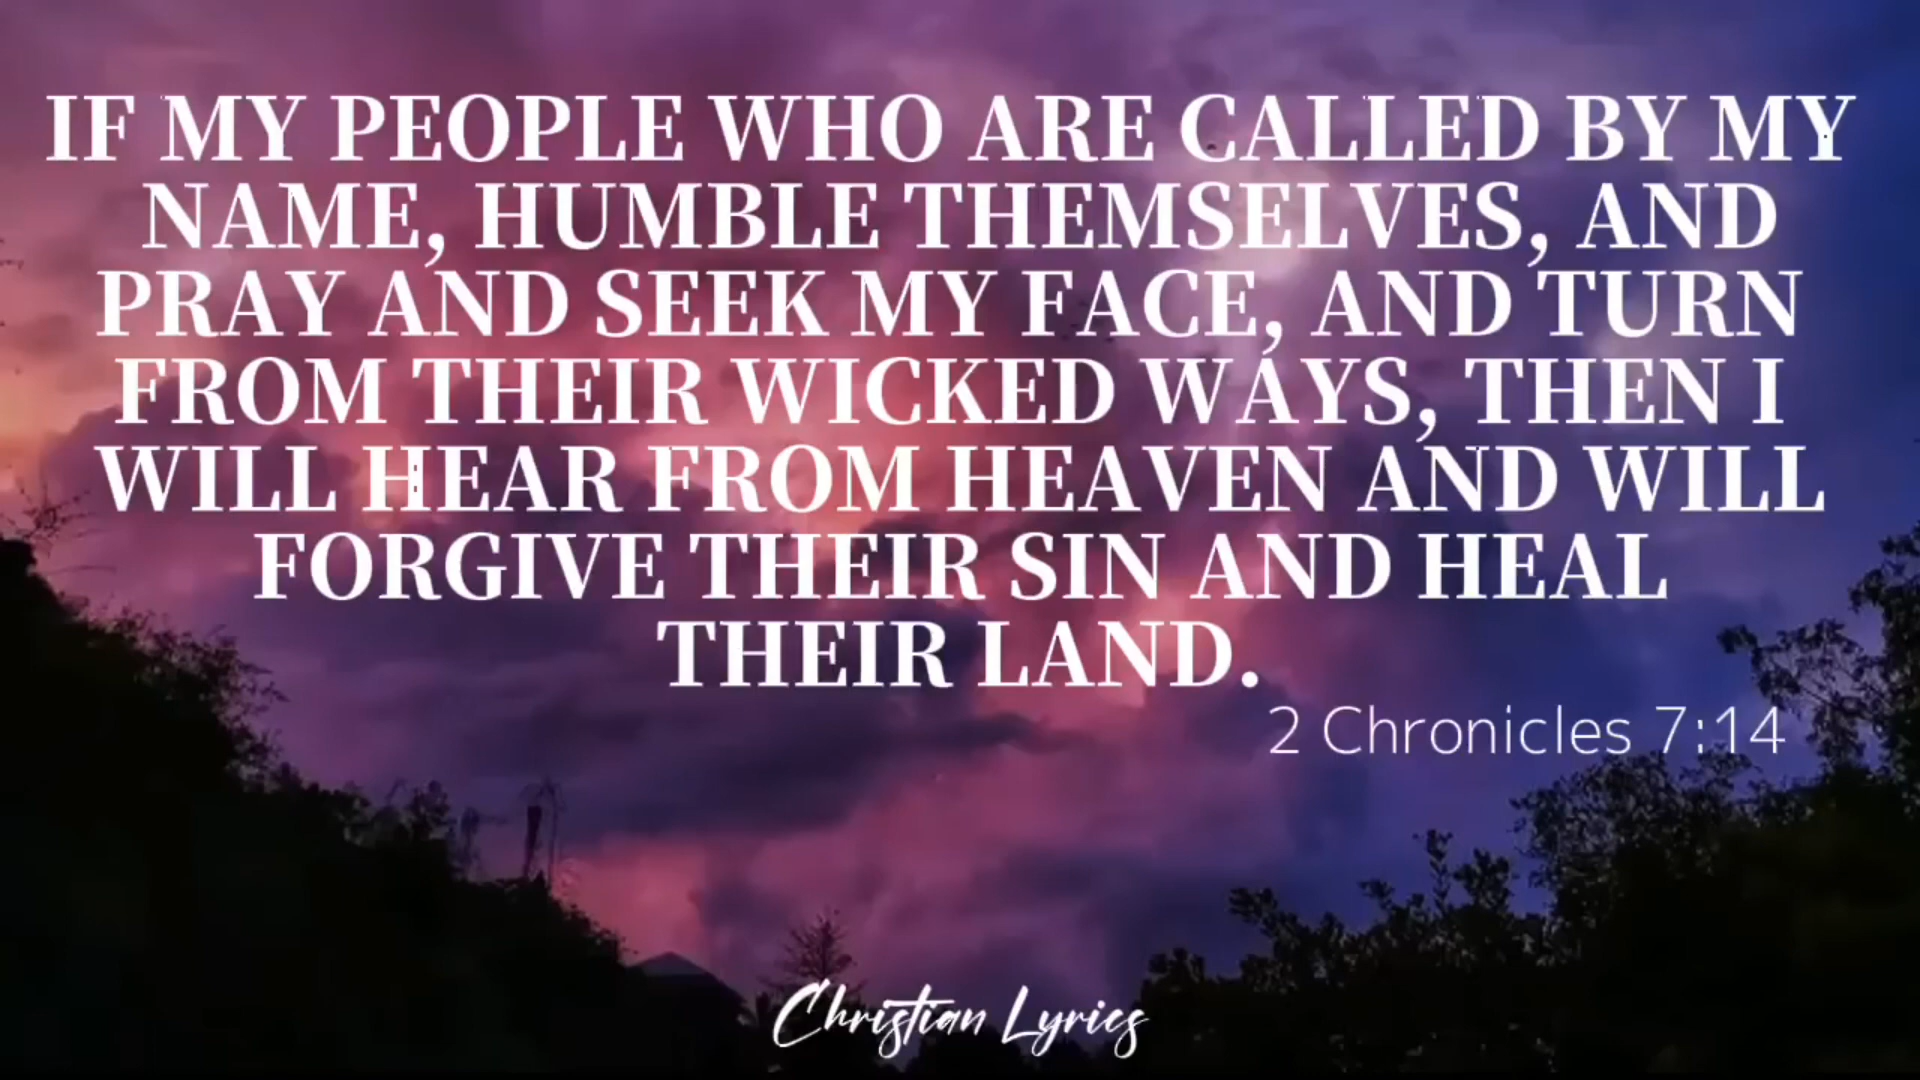 IF MY PEOPLE WHO ARE CALLED BY MY
NAME, HUMBLE THEMSELVES, AND
PRAY AND SEEK MY FACE, AND TURN
FROM THEIR WICKED WAYS, THEN I
WILL HEAR FROM HEAVEN AND WILL
FORGIVE THEIR SIN AND HEAL
THEIR LAND.
2 Chronicles 7:14
Christian Lyrics